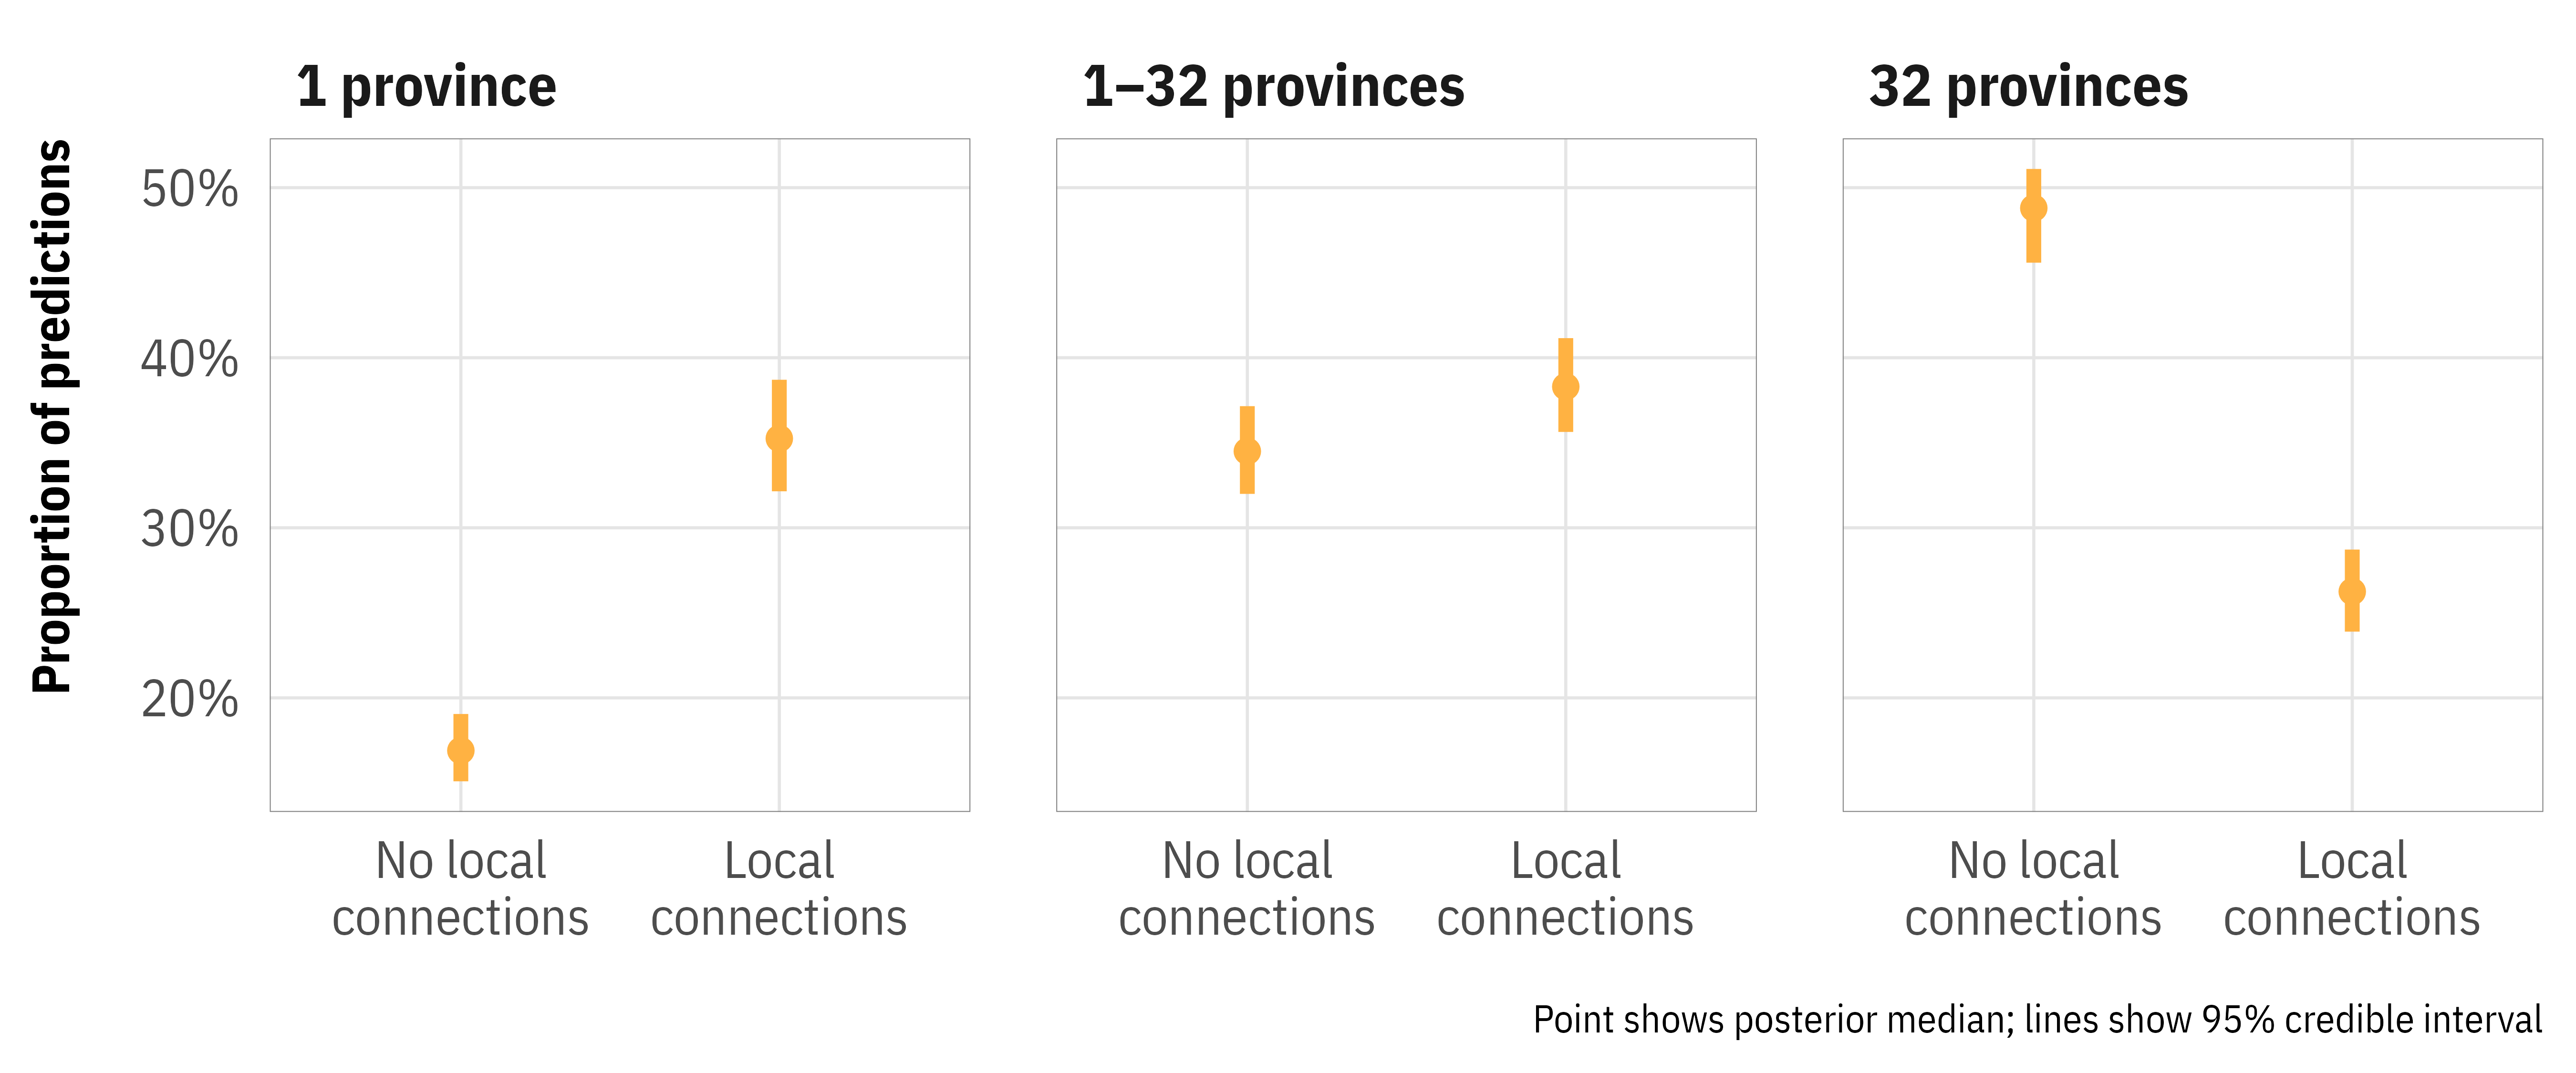 1 province
1–32 provinces
32 provinces
Proportion of predictions
50%
40%
30%
20%
No local
connections
Local
connections
No local
connections
Local
connections
No local
connections
Local
connections
Point shows posterior median; lines show 95% credible interval